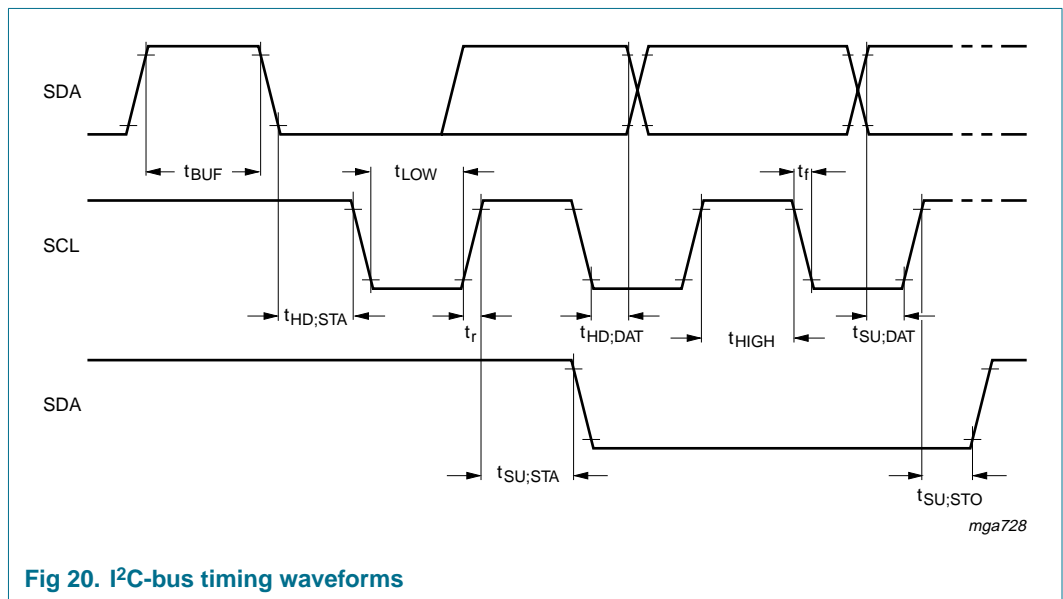 SDA
tBUF
tLOW
tf
SCL
tHD;STA
tr
tHD;DAT
tHIGH
tSU;DAT
SDA
tSU;STA
tSU;STO
mga728
Fig 20. I²C-bus timing waveforms